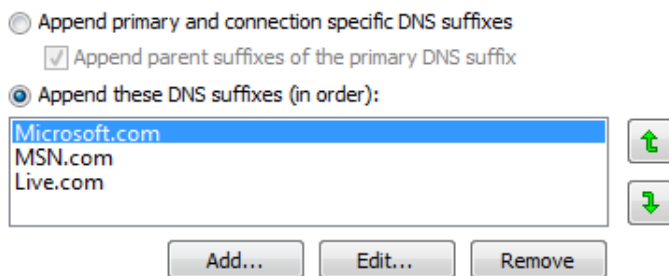 Append primary and connection specific DNS suffixes
Append parent suffixes of the primary DNS suffix
Append these DNS suffixes (in order):
Microsoft.com
MSN.com
Live.com
Add... Edit... Remove